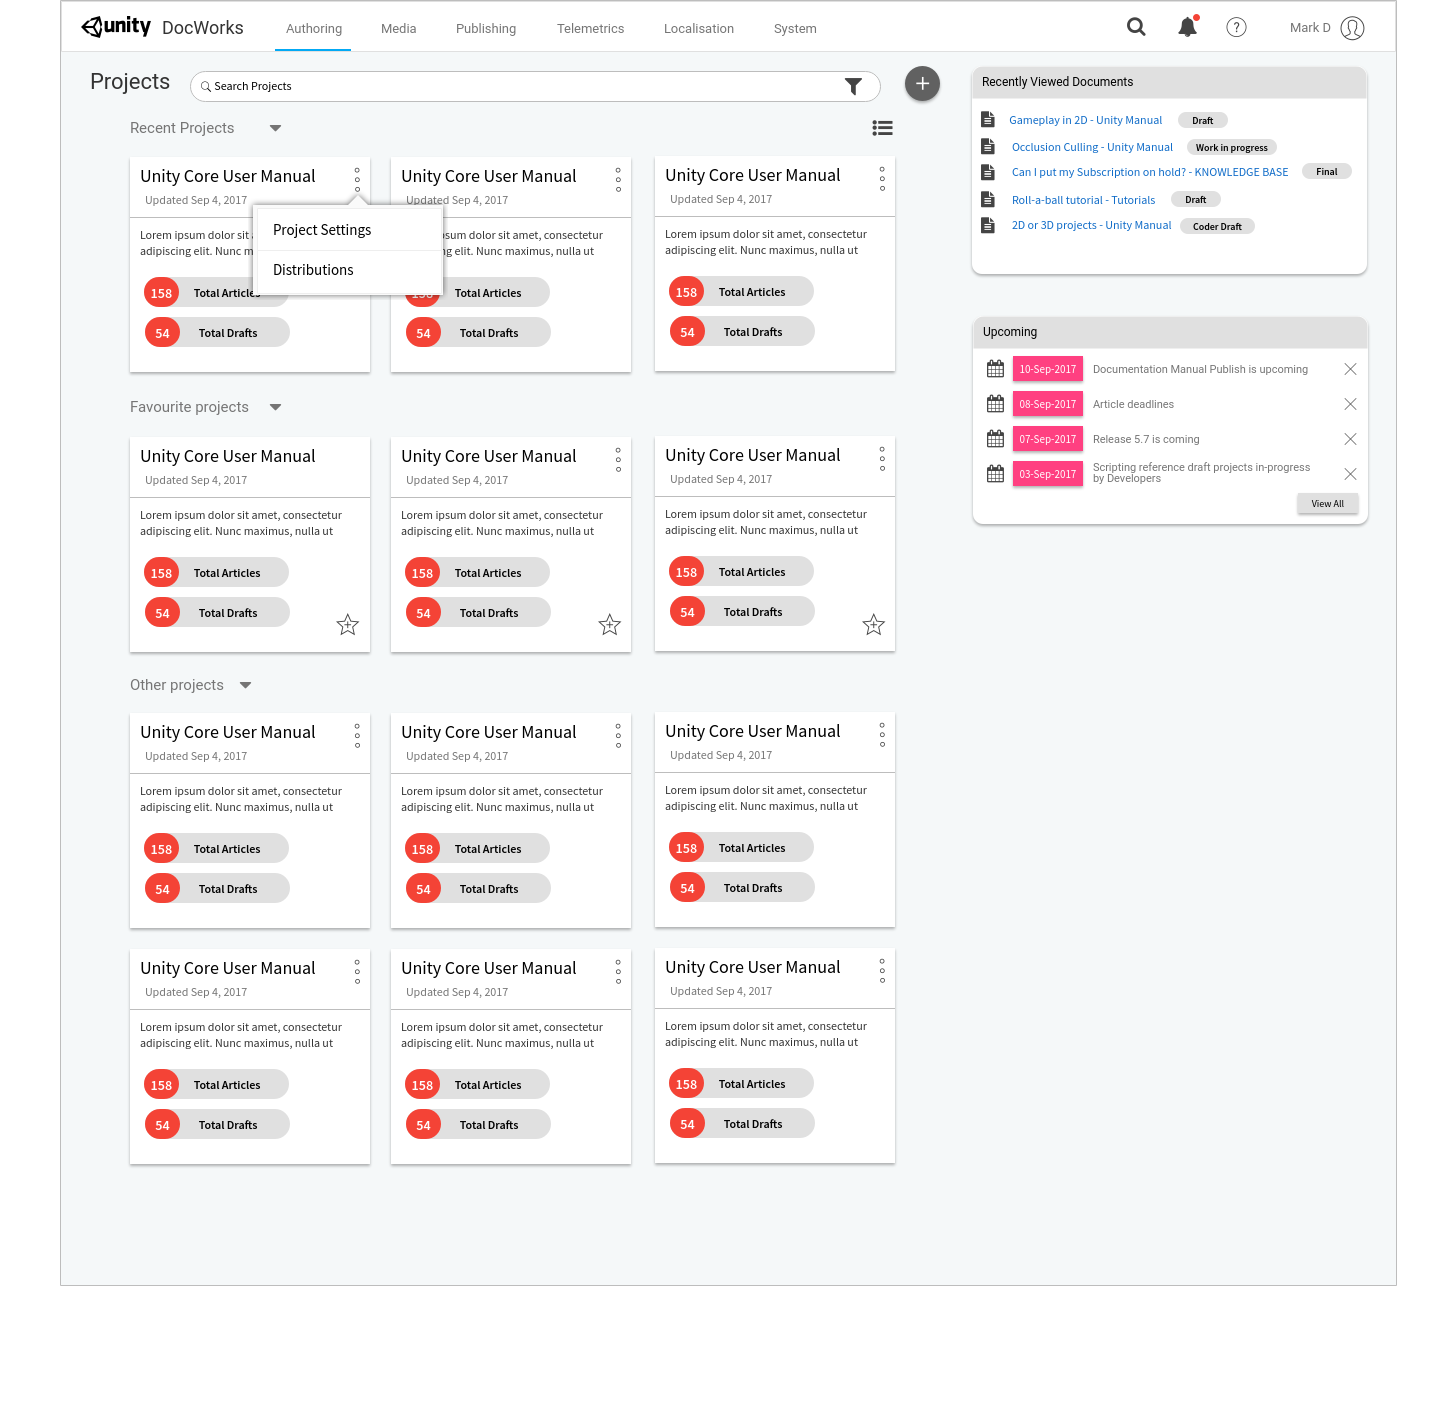 unity DocWorks Authoring Media Publishing Telemetrics Localisation System ? Mark D
Projects
Search Projects
Recent Projects
Unity Core User Manual
Updated Sep 4, 2017
Lorem ipsum dolor sit a
adipiscing elit. Nunc m
158 Total Articles
54 Total Drafts
Project Settings
Distributions
Unity Core User Manual
Updated Sep 4, 2017
sum dolor sit amet, consectetur
ng elit. Nunc maximus, nulla ut
158 Total Articles
54 Total Drafts
Unity Core User Manual
Updated Sep 4, 2017
Lorem ipsum dolor sit amet, consectetur
adipiscing elit. Nunc maximus, nulla ut
158 Total Articles
54 Total Drafts
Favourite projects
Unity Core User Manual
Updated Sep 4, 2017
Lorem ipsum dolor sit amet, consectetur
adipiscing elit. Nunc maximus, nulla ut
158 Total Articles
54 Total Drafts
Unity Core User Manual
Updated Sep 4, 2017
Lorem ipsum dolor sit amet, consectetur
adipiscing elit. Nunc maximus, nulla ut
158 Total Articles
54 Total Drafts
Unity Core User Manual
Updated Sep 4, 2017
Lorem ipsum dolor sit amet, consectetur
adipiscing elit. Nunc maximus, nulla ut
158 Total Articles
54 Total Drafts
Other projects
Unity Core User Manual
Updated Sep 4, 2017
Lorem ipsum dolor sit amet, consectetur
adipiscing elit. Nunc maximus, nulla ut
158 Total Articles
54 Total Drafts
Unity Core User Manual
Updated Sep 4, 2017
Lorem ipsum dolor sit amet, consectetur
adipiscing elit. Nunc maximus, nulla ut
158 Total Articles
54 Total Drafts
Unity Core User Manual
Updated Sep 4, 2017
Lorem ipsum dolor sit amet, consectetur
adipiscing elit. Nunc maximus, nulla ut
158 Total Articles
54 Total Drafts
Unity Core User Manual
Updated Sep 4, 2017
Lorem ipsum dolor sit amet, consectetur
adipiscing elit. Nunc maximus, nulla ut
158 Total Articles
54 Total Drafts
Unity Core User Manual
Updated Sep 4, 2017
Lorem ipsum dolor sit amet, consectetur
adipiscing elit. Nunc maximus, nulla ut
158 Total Articles
54 Total Drafts
Unity Core User Manual
Updated Sep 4, 2017
Lorem ipsum dolor sit amet, consectetur
adipiscing elit. Nunc maximus, nulla ut
158 Total Articles
54 Total Drafts
Recently Viewed Documents
Gameplay in 2D - Unity Manual Draft
Occlusion Culling - Unity Manual Work in progress
Can I put my Subscription on hold? - KNOWLEDGE BASE Final
Roll-a-ball tutorial - Tutorials Draft
2D or 3D projects - Unity Manual Coder Draft
Upcoming
10-Sep-2017 Documentation Manual Publish is upcoming
08-Sep-2017 Article deadlines
07-Sep-2017 Release 5.7 is coming
03-Sep-2017 Scripting reference draft projects in-progress
by Developers
View All